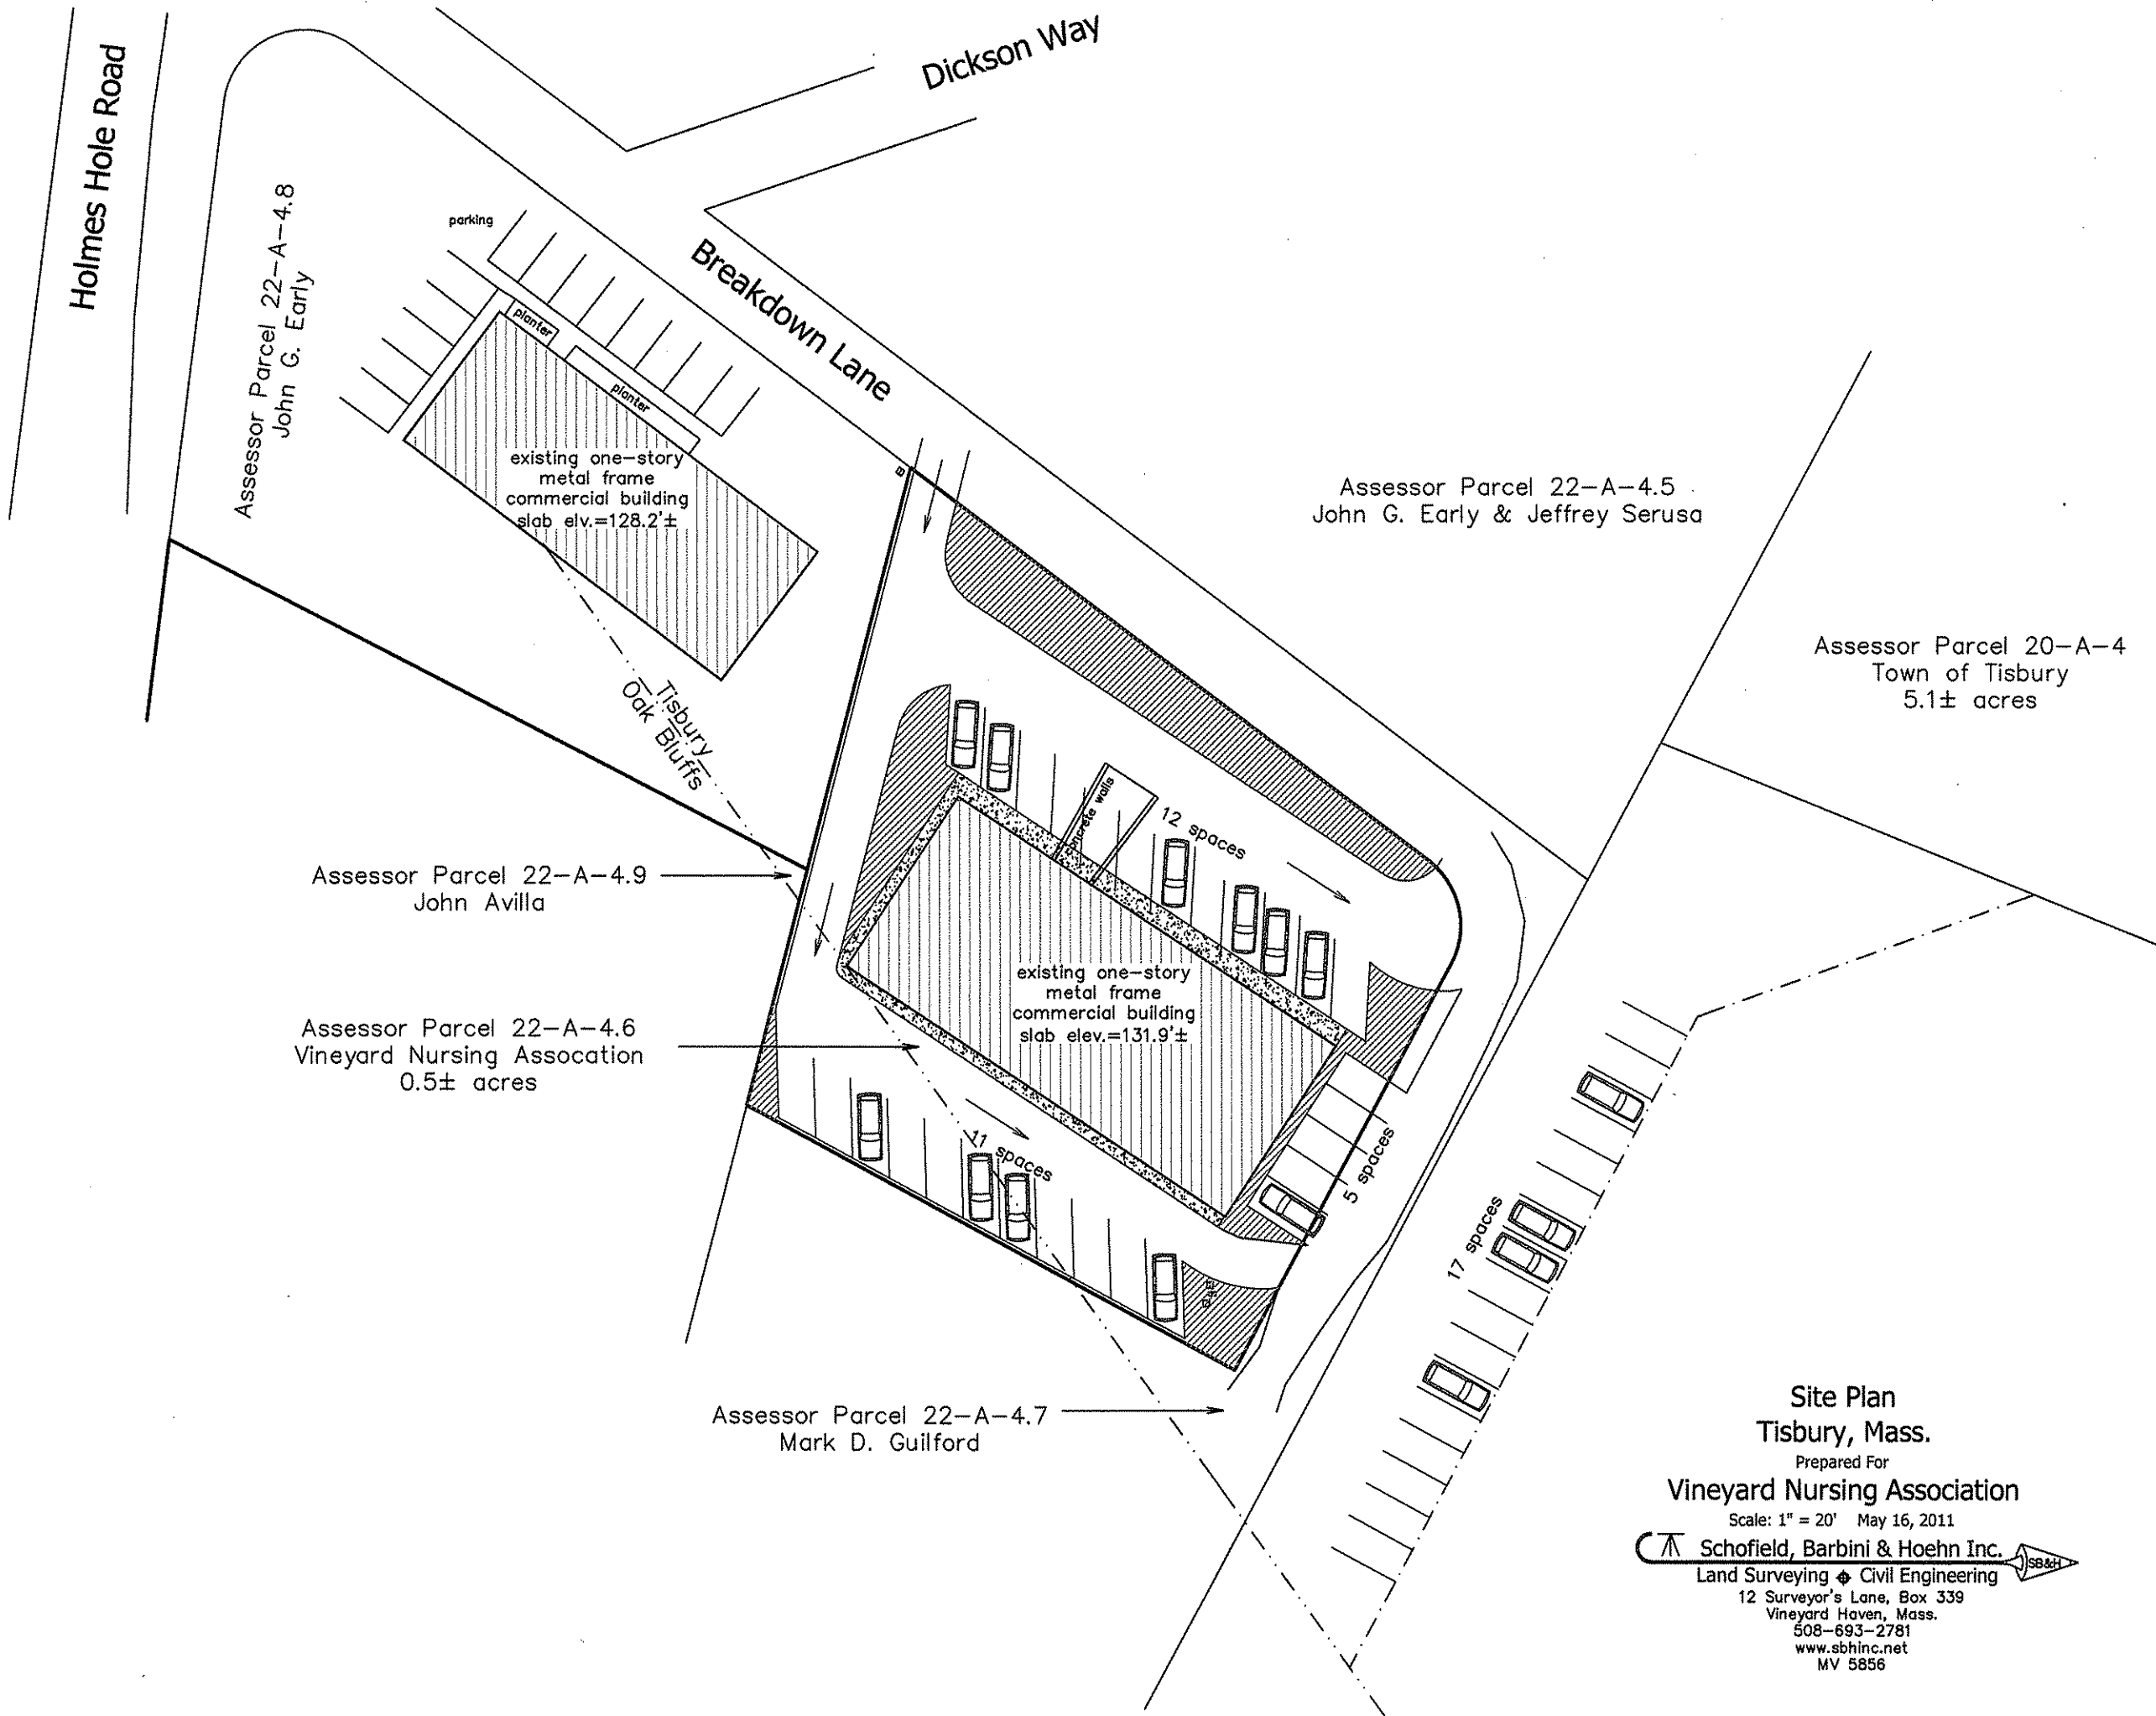 Holmes Hole Road
Dickson Way
Breakdown Lane
Assessor Parcel 22-A-4.8
John G. Early
parking
planter
planter
existing one-story
metal frame
commercial building
slab elv.=128.2'±
Assessor Parcel 22-A-4.5
John G. Early & Jeffrey Serusa
Assessor Parcel 20-A-4
Town of Tisbury
5.1± acres
Tisbury
Oak Bluffs
concrete walls
12 spaces
Assessor Parcel 22-A-4.9
John Avilla
existing one-story
metal frame
commercial building
slab elev.=131.9'±
Assessor Parcel 22-A-4.6
Vineyard Nursing Assocation
0.5± acres
11 spaces
5 spaces
17 spaces
Assessor Parcel 22-A-4.7
Mark D. Guilford
Site Plan
Tisbury, Mass.
Prepared For
Vineyard Nursing Association
Scale: 1" = 20' May 16, 2011
Schofield, Barbini & Hoehn Inc.
SB&H
Land Surveying Civil Engineering
12 Surveyor's Lane, Box 339
Vineyard Haven, Mass.
508-693-2781
www.sbhinc.net
MV 5856